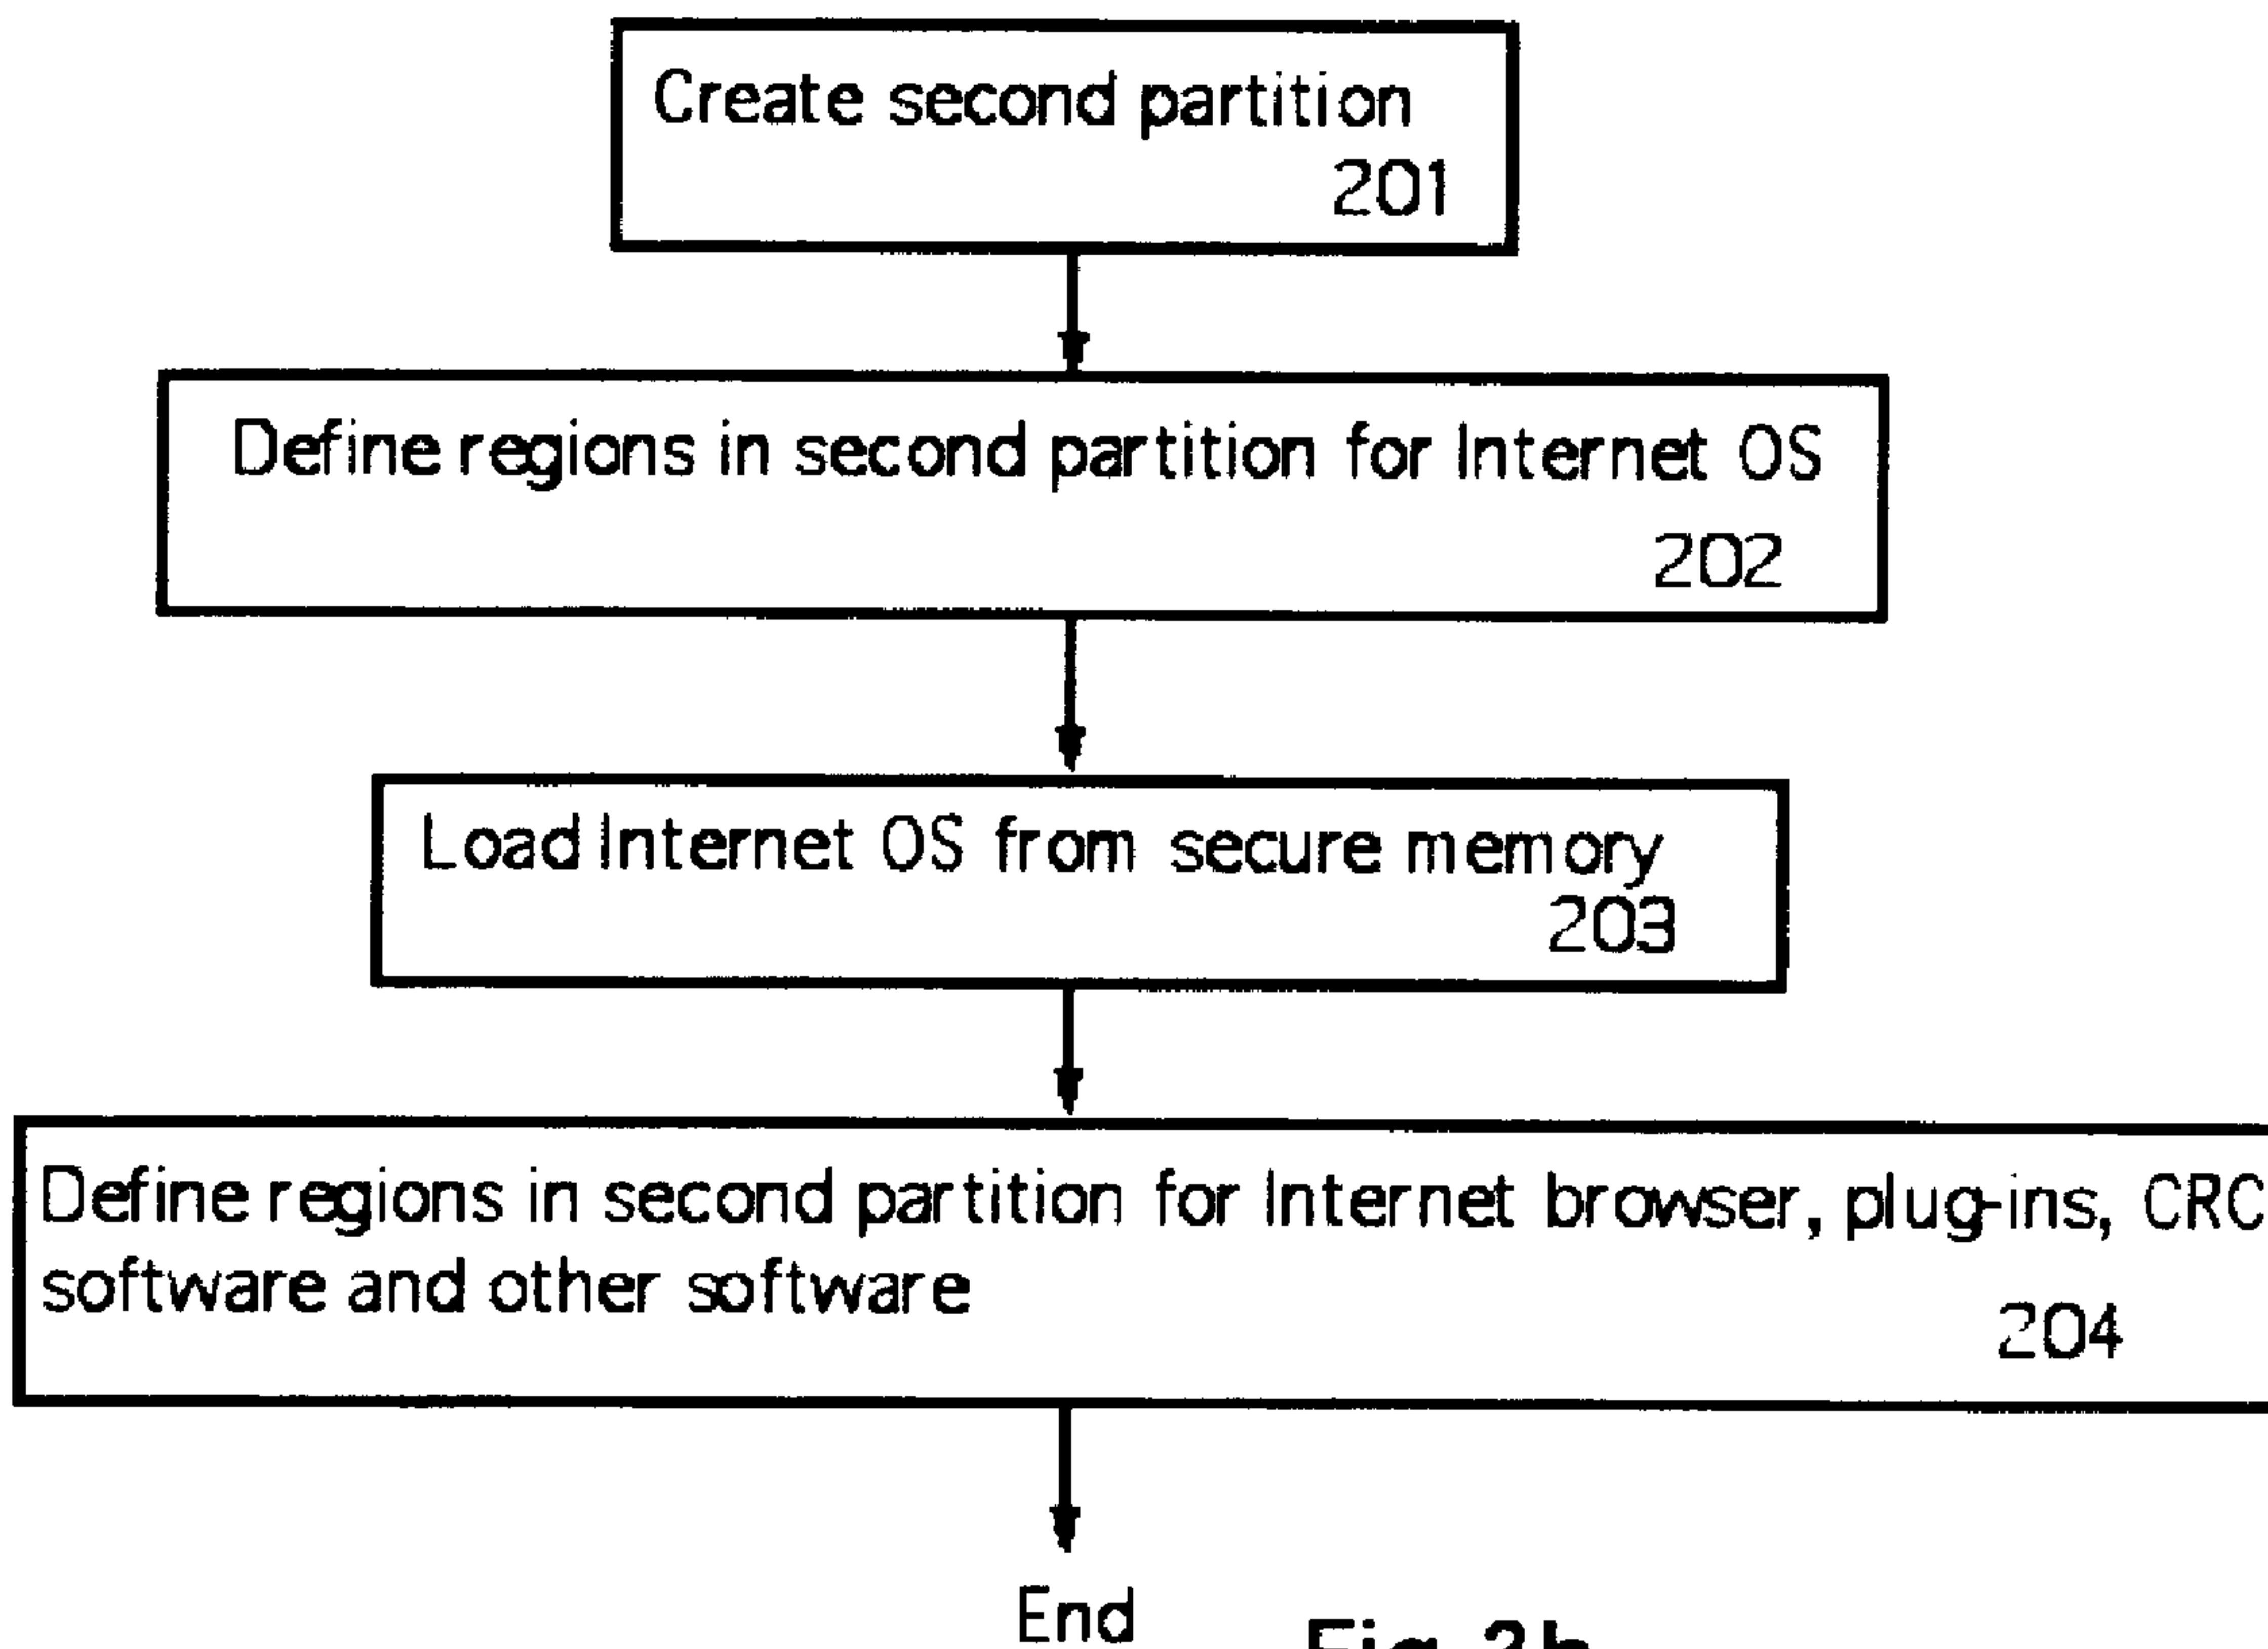 Create second partition
201
Define regions in second partition for Internet OS
202
Load Internet OS from secure memory
203
Define regions in second partition for Internet browser, plug-ins, CRC
software and other software
204
End